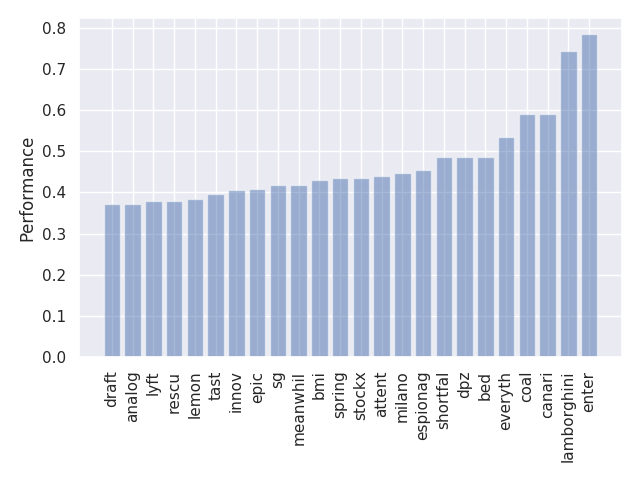 0.8
0.7
0.6
0.5
0.4
0.3
0.2
0.1
0.0
Performance
draft
analog
lyft
rescu
lemon
tast
innov
epic
sg
meanwhil
bmi
spring
stockx
attent
milano
espionag
shortfal
dpz
bed
everyth
coal
canari
lamborghini
enter